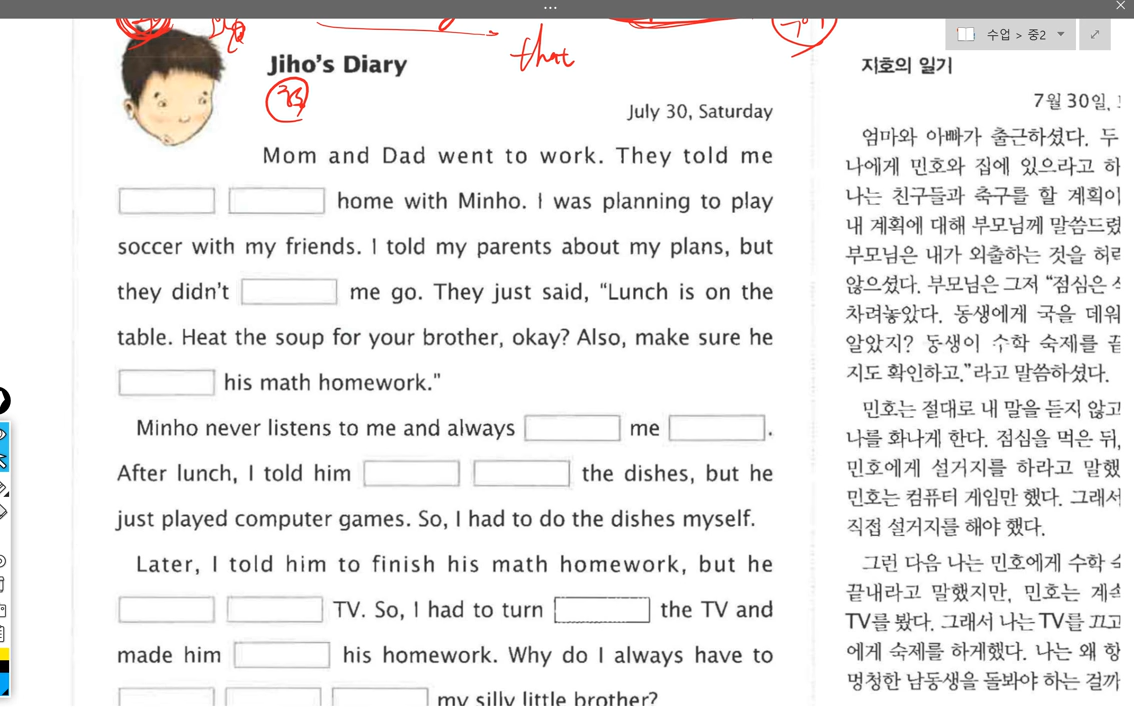 수업 > 중2
that
Jiho's Diary
July 30, Saturday
Mom and Dad went to work. They told me
home with Minho. I was planning to play
soccer with my friends. I told my parents about my plans, but
they didn't me go. They just said, "Lunch is on the
table. Heat the soup for your brother, okay? Also, make sure he
his math homework."
Minho never listens to me and always me .
After lunch, I told him the dishes, but he
just played computer games. So, I had to do the dishes myself.
Later, I told him to finish his math homework, but he
TV. So, I had to turn the TV and
made him his homework. Why do I always have to
my silly little brother?
지호의 일기
7월 30일,
엄마와 아빠가 출근하셨다. 두
나에게 민호와 집에 있으라고 하
나는 친구들과 축구를 할 계획이
내 계획에 대해 부모님께 말씀드렸
부모님은 내가 외출하는 것을 허락
않으셨다. 부모님은 그저 "점심은
차려놓았다. 동생에게 국을 데워
알았지? 동생이 수학 숙제를 끝
지도 확인하고."라고 말씀하셨다.
민호는 절대로 내 말을 듣지 않고
나를 화나게 한다. 점심을 먹은 뒤,
민호에게 설거지를 하라고 말했
민호는 컴퓨터 게임만 했다. 그래서
직접 설거지를 해야 했다.
그런 다음 나는 민호에게 수학
끝내라고 말했지만, 민호는 계속
TV를 봤다. 그래서 나는 TV를 끄고
에게 숙제를 하게했다. 나는 왜 항
멍청한 남동생을 돌봐야 하는 걸까